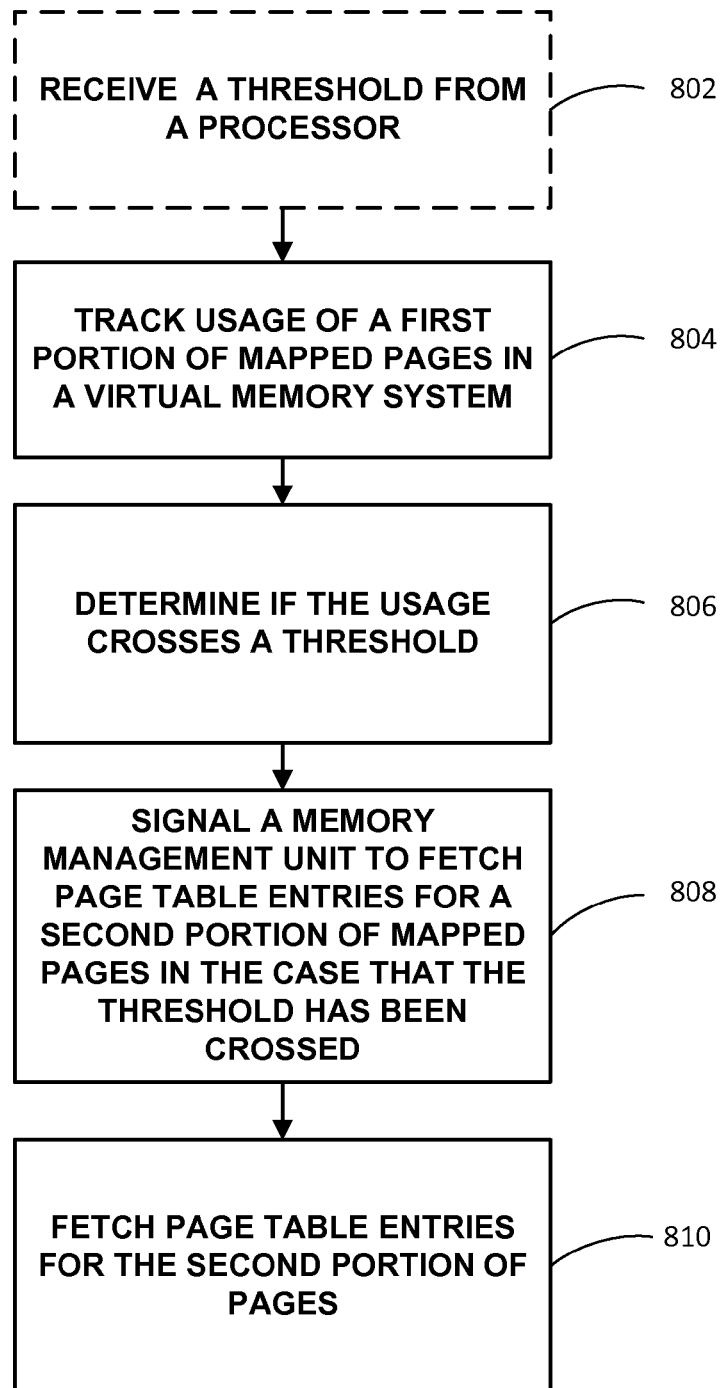 RECEIVE A THRESHOLD FROM
A PROCESSOR
802
TRACK USAGE OF A FIRST
PORTION OF MAPPED PAGES IN
A VIRTUAL MEMORY SYSTEM
804
DETERMINE IF THE USAGE
CROSSES A THRESHOLD
806
SIGNAL A MEMORY
MANAGEMENT UNIT TO FETCH
PAGE TABLE ENTRIES FOR A
SECOND PORTION OF MAPPED
PAGES IN THE CASE THAT THE
THRESHOLD HAS BEEN
CROSSED
808
FETCH PAGE TABLE ENTRIES
FOR THE SECOND PORTION OF
PAGES
810